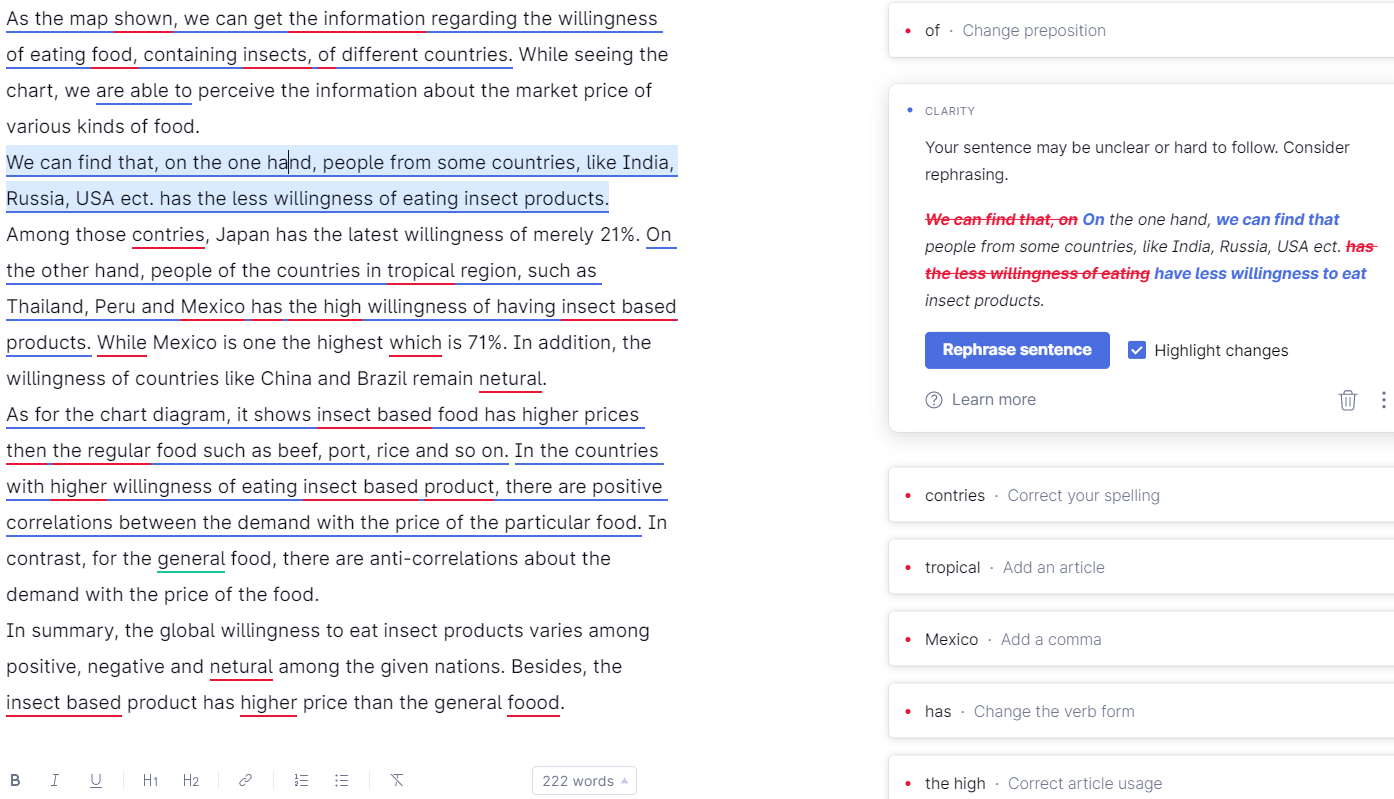 As the map shown, we can get the information regarding the willingness
of eating food, containing insects, of different countries. While seeing the
chart, we are able to perceive the information about the market price of
various kinds of food.
We can find that, on the one hand, people from some countries, like India,
Russia, USA ect. has the less willingness of eating insect products.
Among those contries, Japan has the latest willingness of merely 21%. On
the other hand, people of the countries in tropical region, such as
Thailand, Peru and Mexico has the high willingness of having insect based
products. While Mexico is one the highest which is 71%. In addition, the
willingness of countries like China and Brazil remain netural.
As for the chart diagram, it shows insect based food has higher prices
then the regular food such as beef, port, rice and so on. In the countries
with higher willingness of eating insect based product, there are positive
correlations between the demand with the price of the particular food. In
contrast, for the general food, there are anti-correlations about the
demand with the price of the food.
In summary, the global willingness to eat insect products varies among
positive, negative and netural among the given nations. Besides, the
insect based product has higher price than the general foood.
B I U H1 H2 222 words
of · Change preposition
CLARITY
Your sentence may be unclear or hard to follow. Consider
rephrasing.
We can find that, on On the one hand, we can find that
people from some countries, like India, Russia, USA ect. has
the less willingness of eating have less willingness to eat
insect products.
Rephrase sentence Highlight changes
Learn more
contries · Correct your spelling
tropical · Add an article
Mexico · Add a comma
has · Change the verb form
the high · Correct article usage